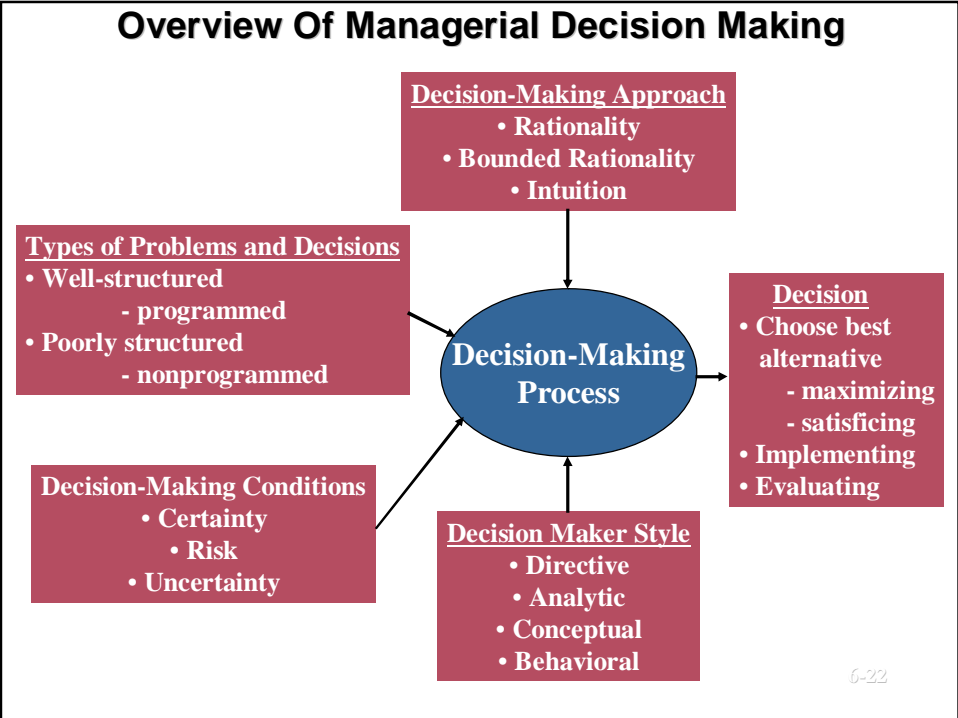 Overview Of Managerial Decision Making
Decision-Making Approach
• Rationality
• Bounded Rationality
• Intuition
Types of Problems and Decisions
• Well-structured
- programmed
• Poorly structured
- nonprogrammed
Decision-Making
Process
Decision
• Choose best
alternative
- maximizing
- satisficing
• Implementing
• Evaluating
Decision-Making Conditions
• Certainty
• Risk
• Uncertainty
Decision Maker Style
• Directive
• Analytic
• Conceptual
• Behavioral
6-22